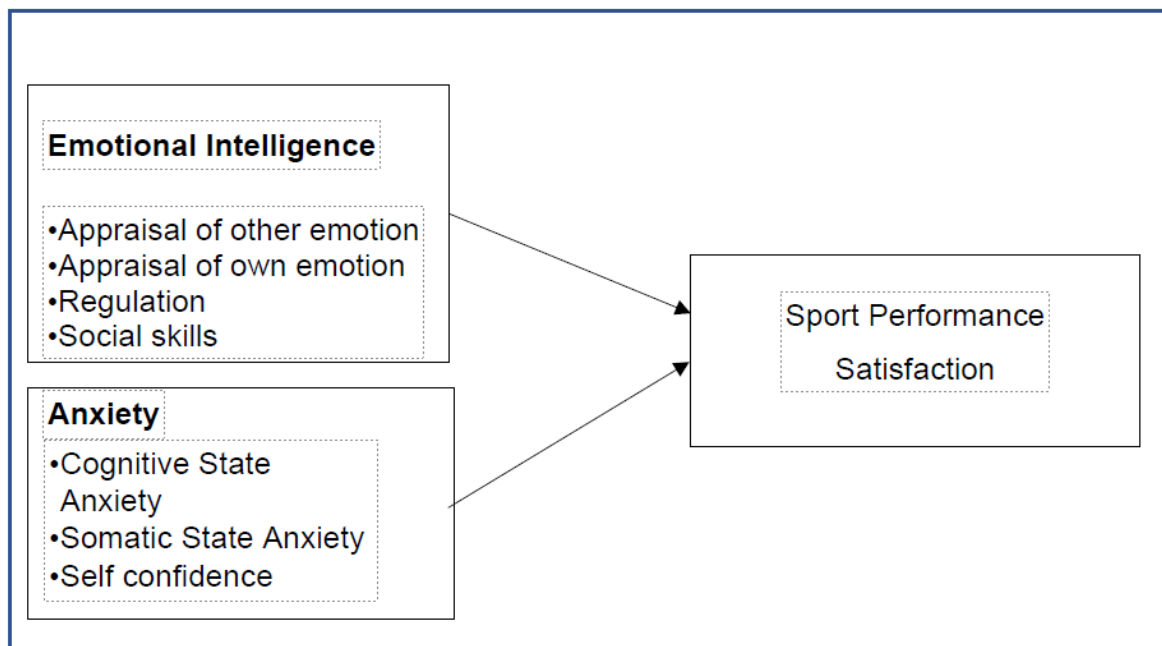 Emotional Intelligence
•Appraisal of other emotion
•Appraisal of own emotion
•Regulation
•Social skills
Anxiety
•Cognitive State
Anxiety
•Somatic State Anxiety
•Self confidence
Sport Performance
Satisfaction